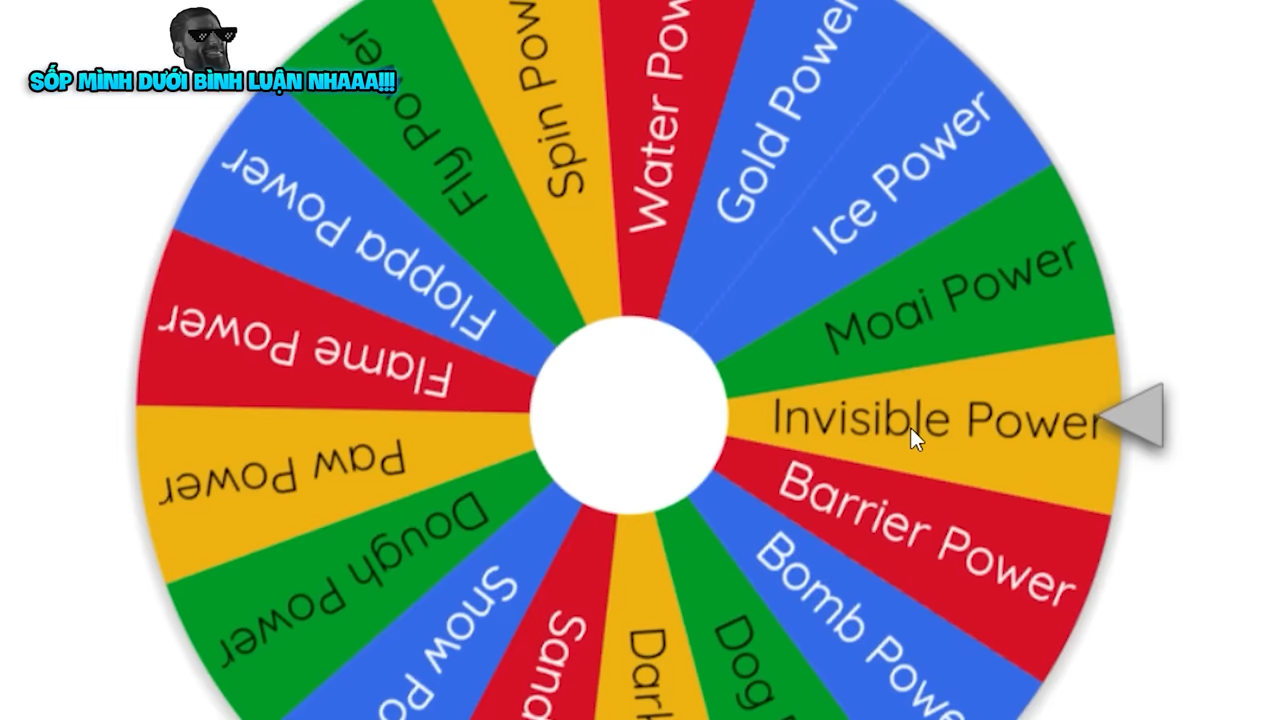 SỐP MÌNH DƯỚI BÌNH LUẬN NHAAA!!!
Fly Power
Spin Pow
Water Pow
Gold Power
Ice Power
Moai Power
Invisible Power
Barrier Power
Bomb Powe
Dog
Dark
Sand
Snow Po
Dough Power
Paw Power
Flame Power
Floppa Power